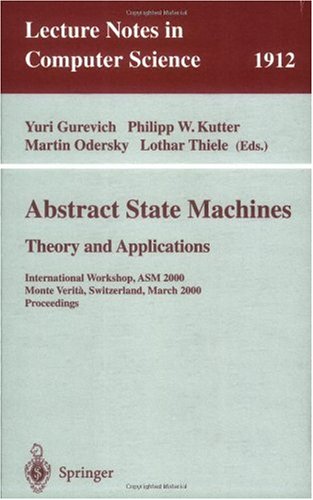 Lecture Notes in
Computer Science 1912
Yuri Gurevich Philipp W. Kutter
Martin Odersky Lothar Thiele (Eds.)
Abstract State Machines
Theory and Applications
International Workshop, ASM 2000
Monte Verità, Switzerland, March 2000
Proceedings
Springer